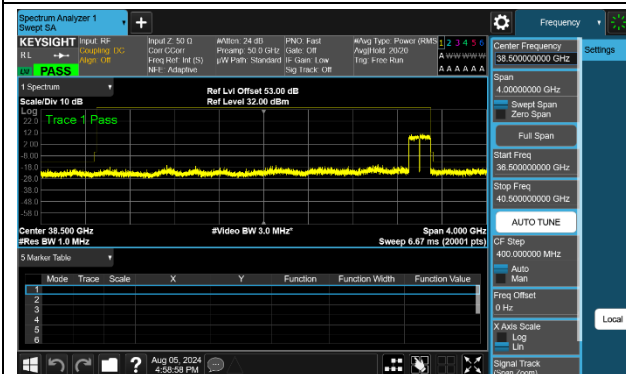 Spectrum Analyzer 1
Swept SA
+
Frequency
KEYSIGHT Input: RF Input Z: 50 Ω #Atten: 24 dB PNO: Fast #Avg Type: Power (RMS 1 2 3 4 5 6
RL Coupling: DC Corr CCorr Preamp: 50.0 GHz Gate: Off Avg|Hold: 20/20 A W W W W W
Align: Off Freq Ref: Int (S) µW Path: Standard IF Gain: Low Trig: Free Run
LW PASS NFE: Adaptive Sig Track: Off A A A A A A
1 Spectrum
Ref Lvl Offset 53.00 dB
Scale/Div 10 dB Ref Level 32.00 dBm
Log
Trace 1 Pass
22.0
12.0
2.00
-8.00
-18.0
-28.0
-38.0
-48.0
-58.0
Center 38.500 GHz #Video BW 3.0 MHz* Span 4.000 GHz
#Res BW 1.0 MHz Sweep 6.67 ms (20001 pts)
5 Marker Table
Mode Trace Scale X Y Function Function Width Function Value
1
2
3
4
5
6
Aug 05, 2024
4:58:58 PM
?
Center Frequency
38.500000000 GHz
Settings
Span
4.00000000 GHz
Swept Span
Zero Span
Full Span
Start Freq
36.500000000 GHz
Stop Freq
40.500000000 GHz
AUTO TUNE
CF Step
400.000000 MHz
Auto
Man
Freq Offset
0 Hz
X Axis Scale
Log
Lin
Local
Signal Track
(Span Zoom)